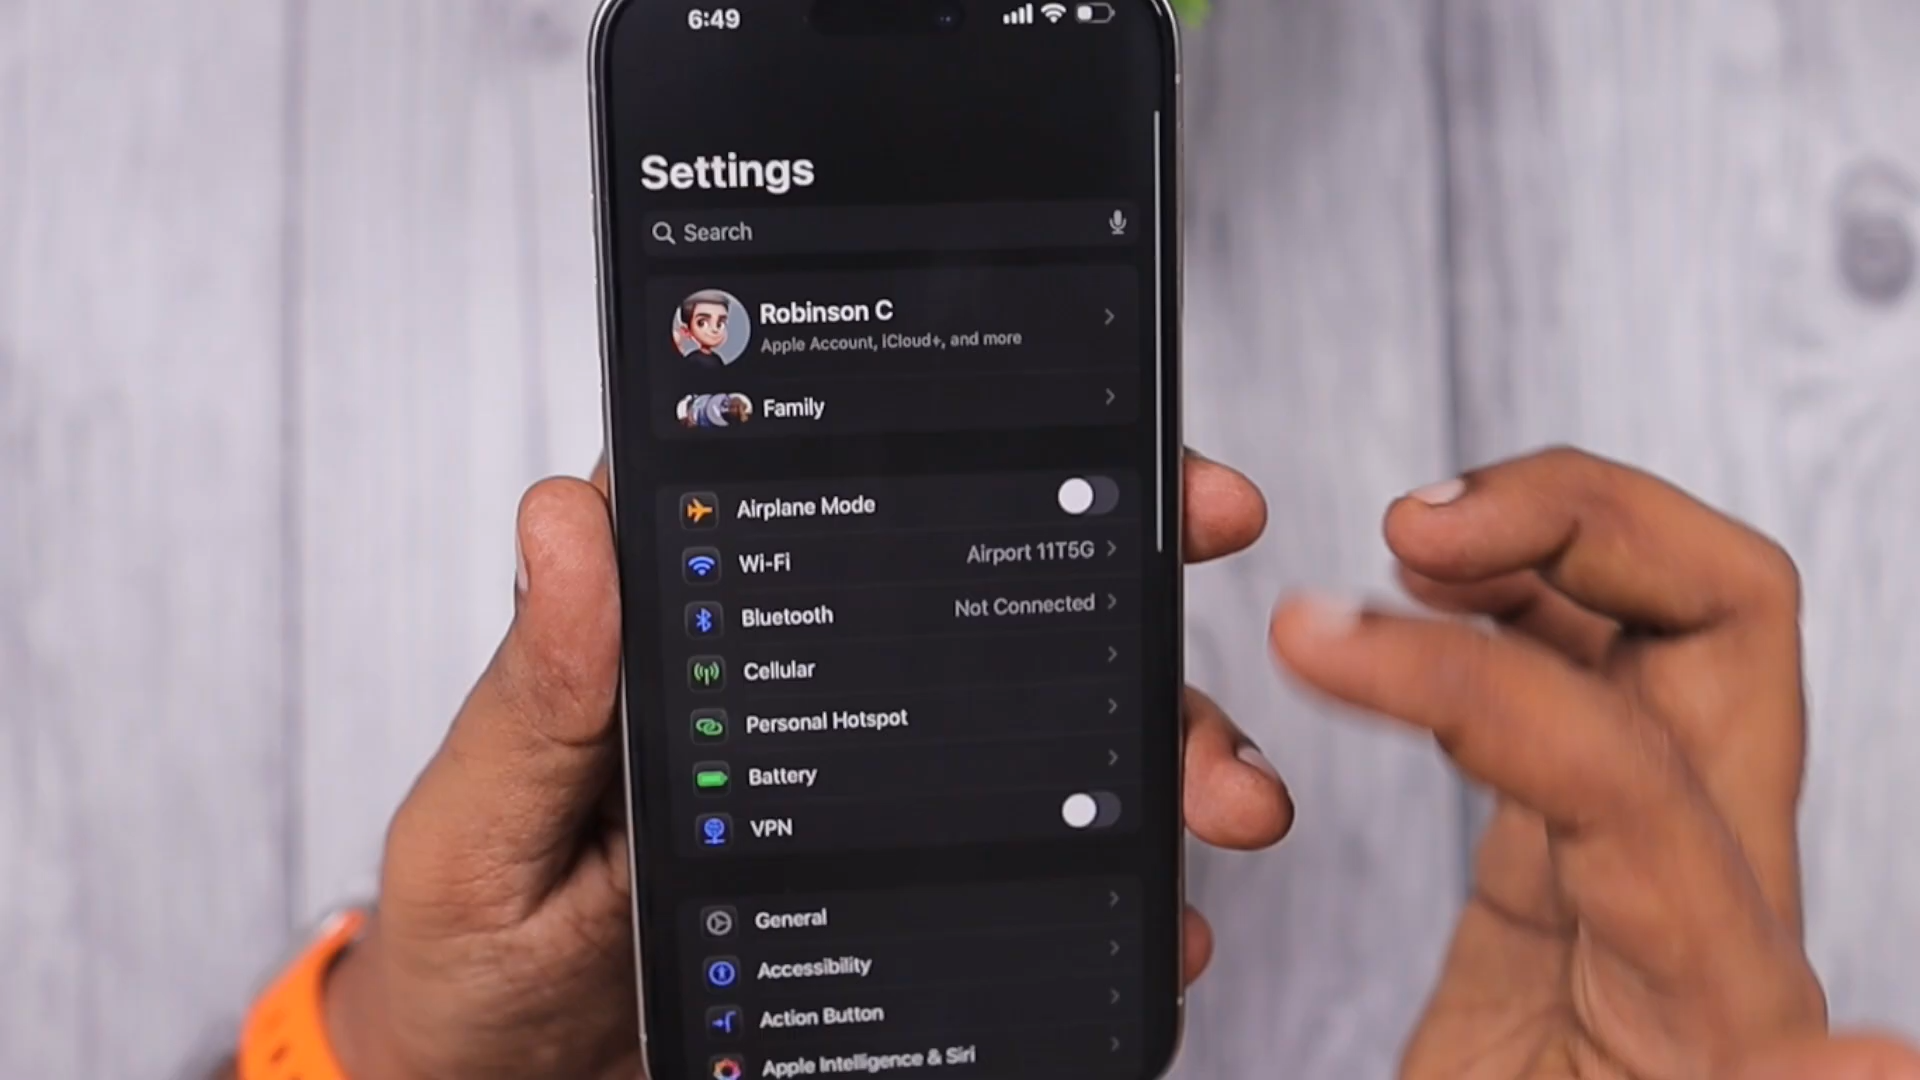 6:49
Settings
Search
Robinson C
Apple Account, iCloud+, and more
Family
Airplane Mode
Wi-Fi
Airport 11T5G
Bluetooth
Not Connected
Cellular
Personal Hotspot
Battery
VPN
General
Accessibility
Action Button
Apple Intelligence & Siri